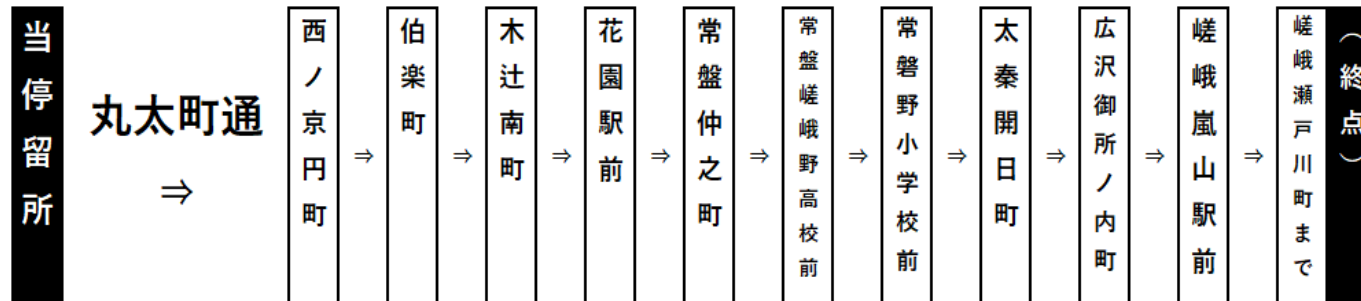 当停留所
丸太町通
⇒
西ノ京円町
⇒
伯楽町
⇒
木辻南町
⇒
花園駅前
⇒
常盤仲之町
⇒
常盤嵯峨野高校前
⇒
常磐野小学校前
⇒
太秦開日町
⇒
広沢御所ノ内町
⇒
嵯峨嵐山駅前
⇒
嵯峨瀬戸川町まで
（終点）